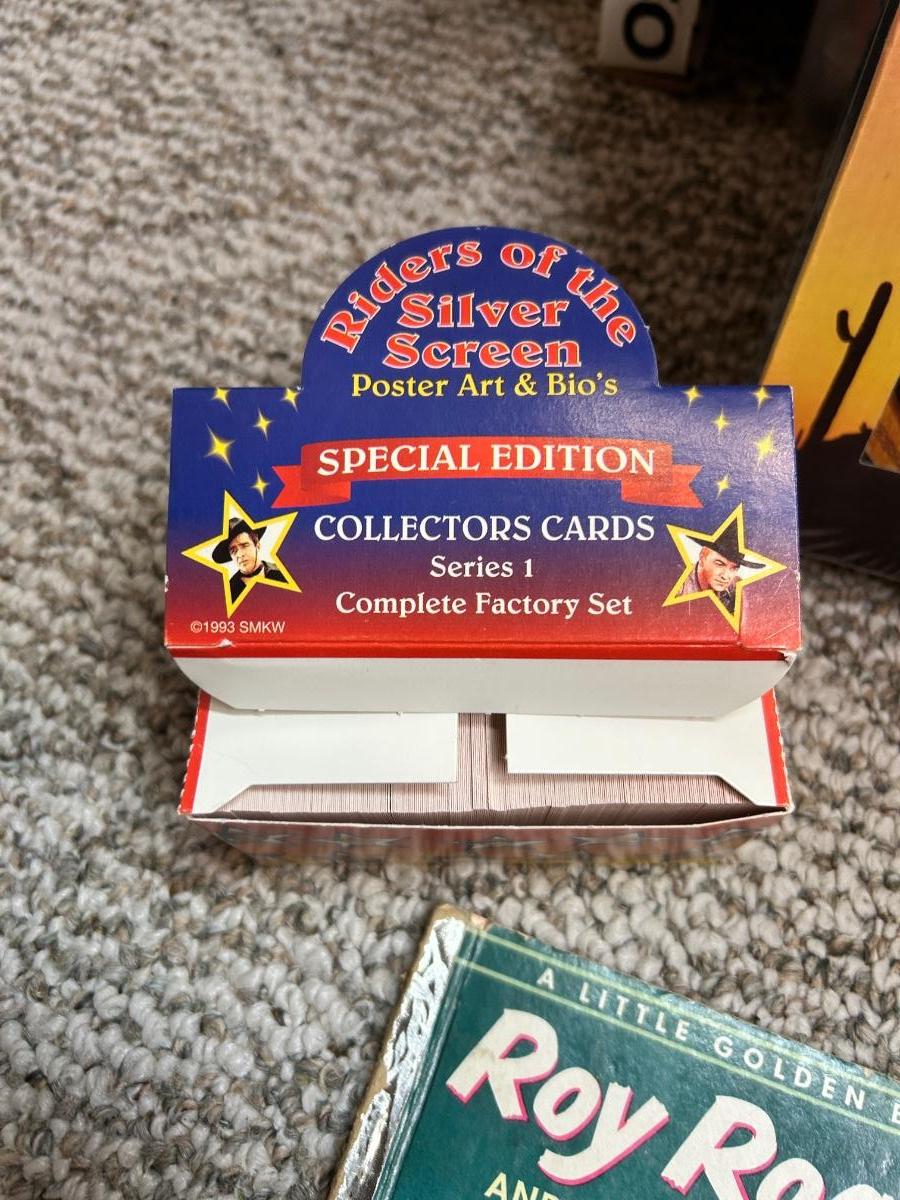 Riders of the
Silver
Screen
Poster Art & Bio's
SPECIAL EDITION
COLLECTORS CARDS
Series 1
Complete Factory Set
©1993 SMKW
A LITTLE GOLDEN
Roy